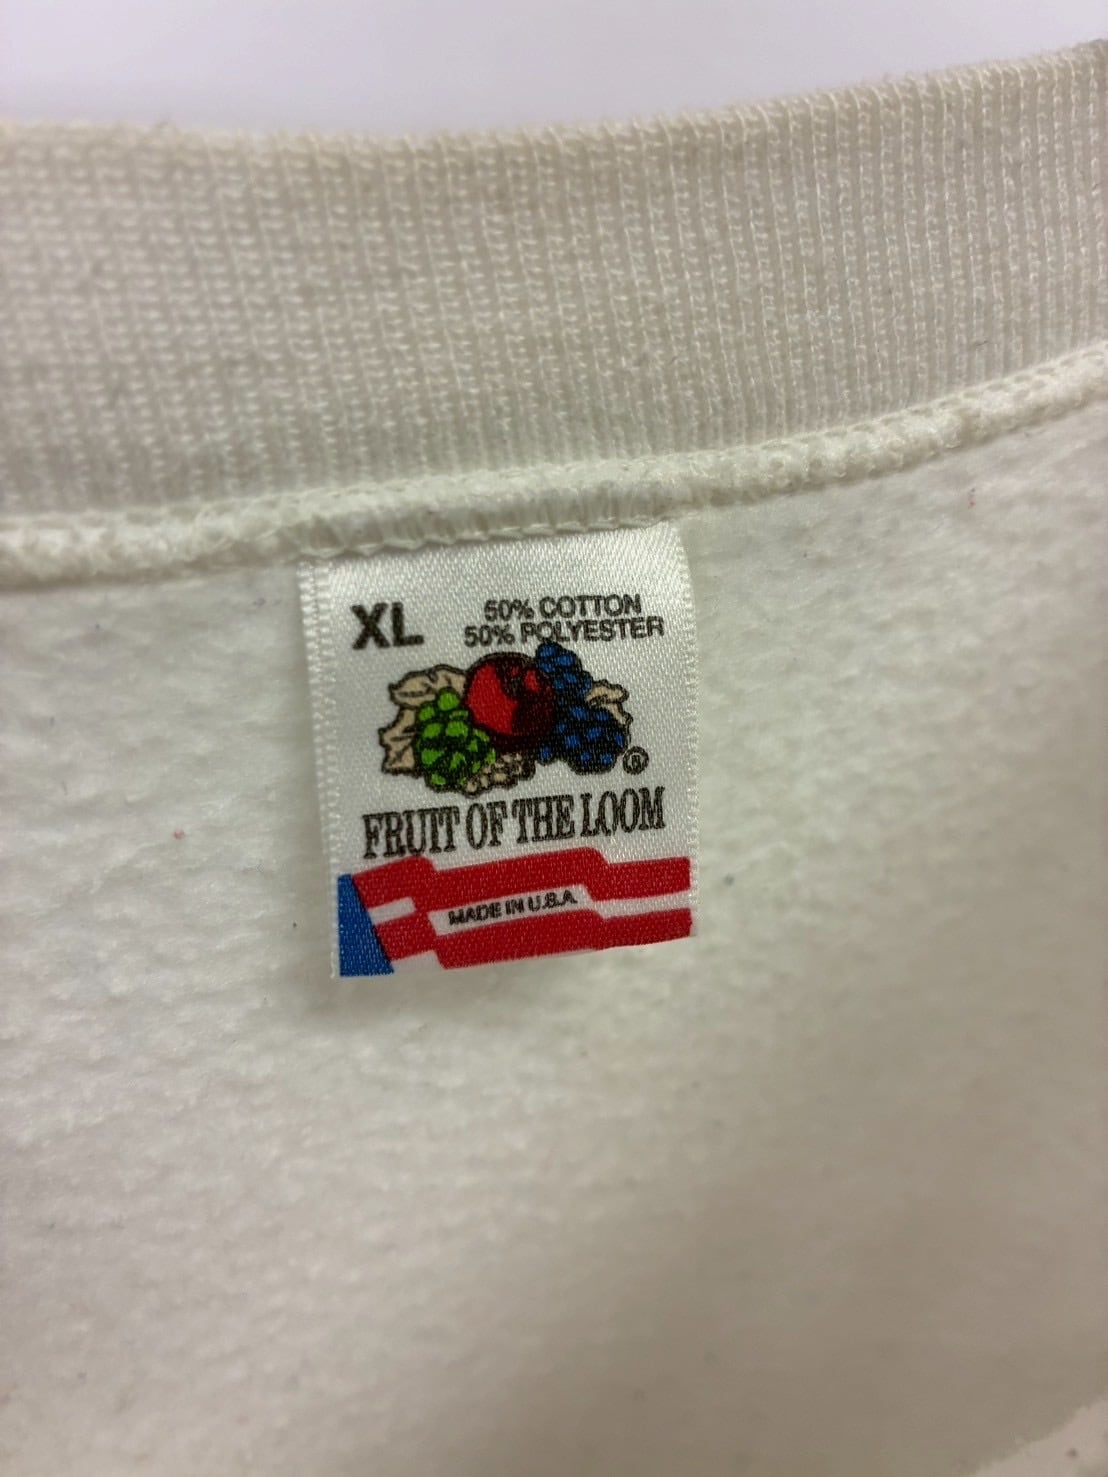 XL
50% COTTON
50% POLYESTER
®
FRUIT OF THE LOOM
MADE IN U.S.A.